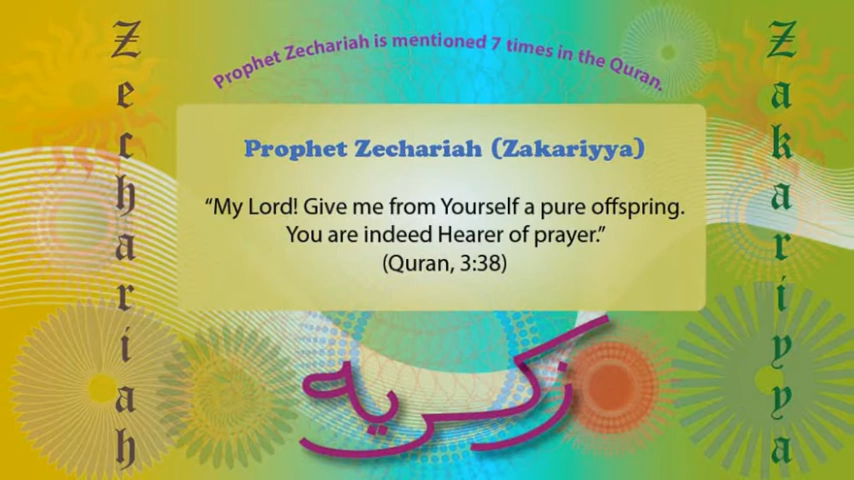 Prophet Zechariah is mentioned 7 times in the Quran.
Zechariah
Zakariyya
Prophet Zechariah (Zakariyya)
“My Lord! Give me from Yourself a pure offspring.
You are indeed Hearer of prayer.”
(Quran, 3:38)
زكريه